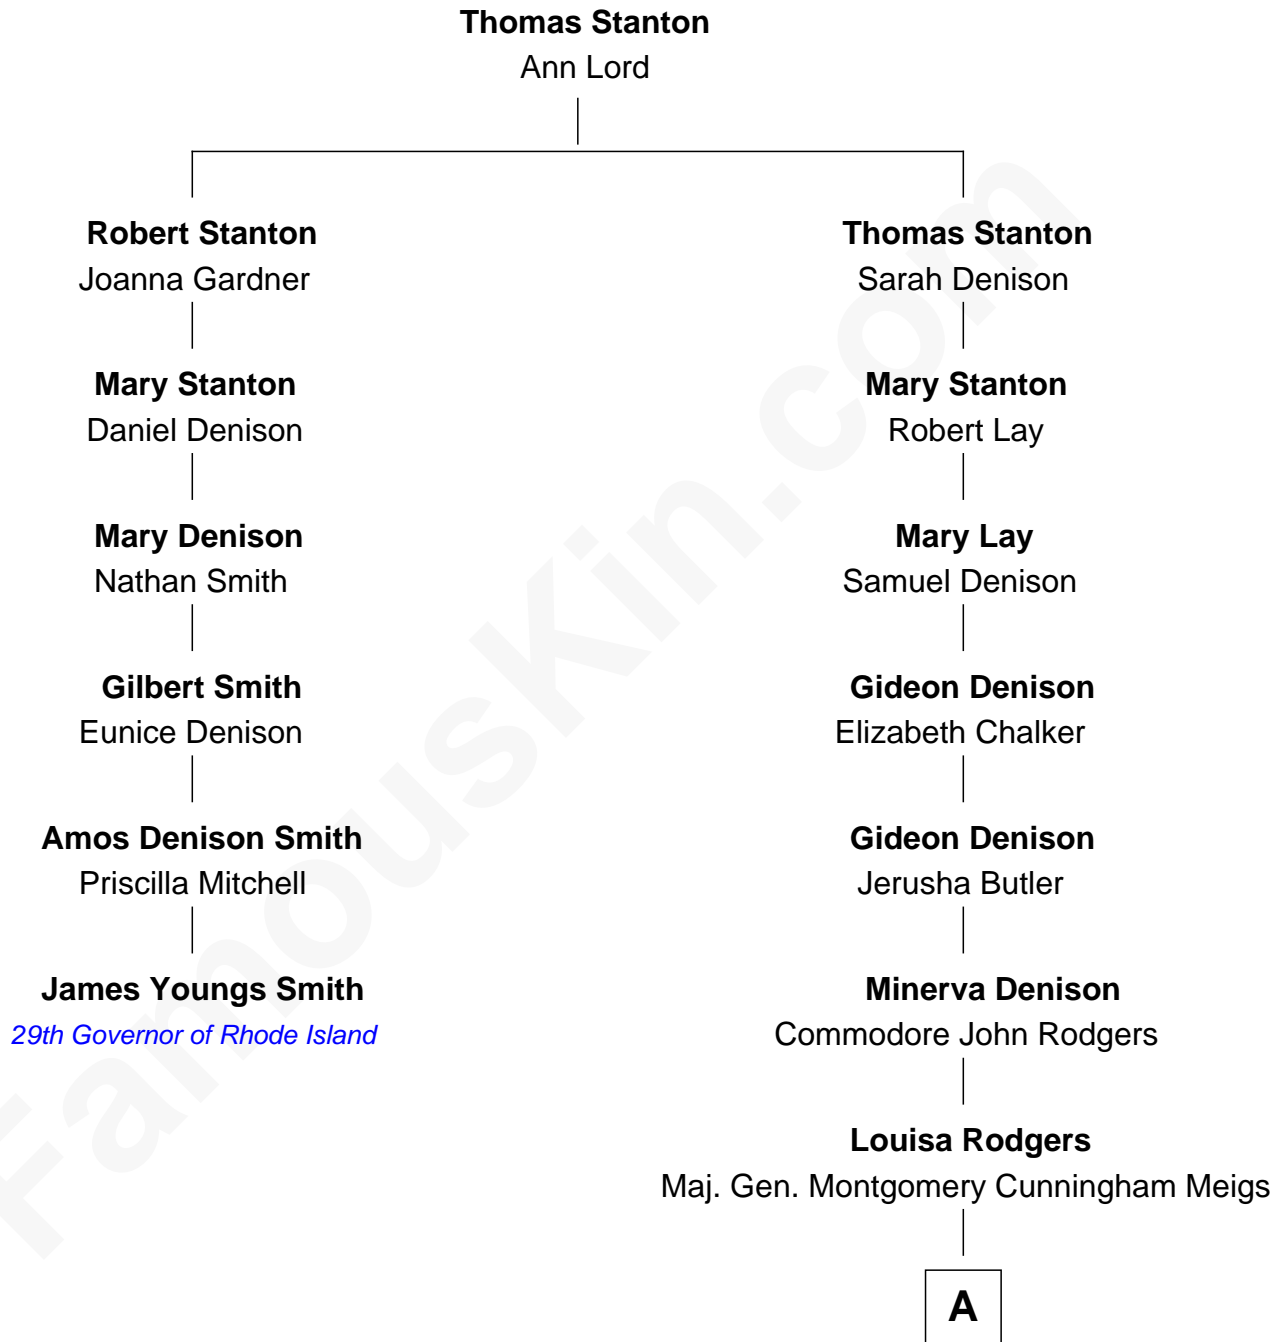 Thomas Stanton
Ann Lord
Robert Stanton
Joanna Gardner
Thomas Stanton
Sarah Denison
Mary Stanton
Daniel Denison
Mary Stanton
Robert Lay
Mary Denison
Nathan Smith
Mary Lay
Samuel Denison
Gilbert Smith
Eunice Denison
Gideon Denison
Elizabeth Chalker
Amos Denison Smith
Priscilla Mitchell
Gideon Denison
Jerusha Butler
James Youngs Smith
29th Governor of Rhode Island
Minerva Denison
Commodore John Rodgers
Louisa Rodgers
Maj. Gen. Montgomery Cunningham Meigs
A
FamousKin.com